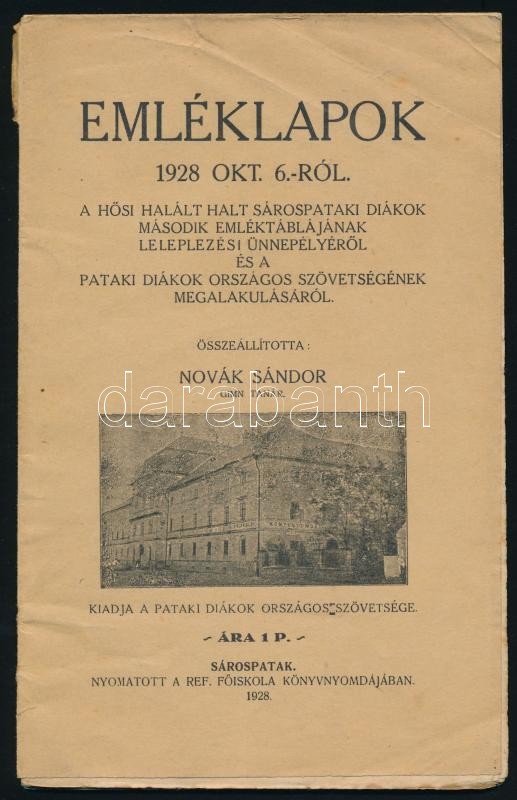 EMLÉKLAPOK
1928 OKT. 6.-RÓL.
A HŐSI HALÁLT HALT SÁROSPATAKI DIÁKOK
MÁSODIK EMLÉKTÁBLÁJÁNAK
LELEPLEZÉSI ÜNNEPÉLYÉRŐL
ÉS A
PATAKI DIÁKOK ORSZÁGOS SZÖVETSÉGÉNEK
MEGALAKULÁSÁRÓL.
ÖSSZEÁLLÍTOTTA:
NOVÁK SÁNDOR
GIMN TANÁR.
darabanth
KIADJA A PATAKI DIÁKOK ORSZÁGOS SZÖVETSÉGE.
~ ÁRA 1 P. ~
SÁROSPATAK.
NYOMATOTT A REF. FŐISKOLA KÖNYVNYOMDÁJÁBAN.
1928.